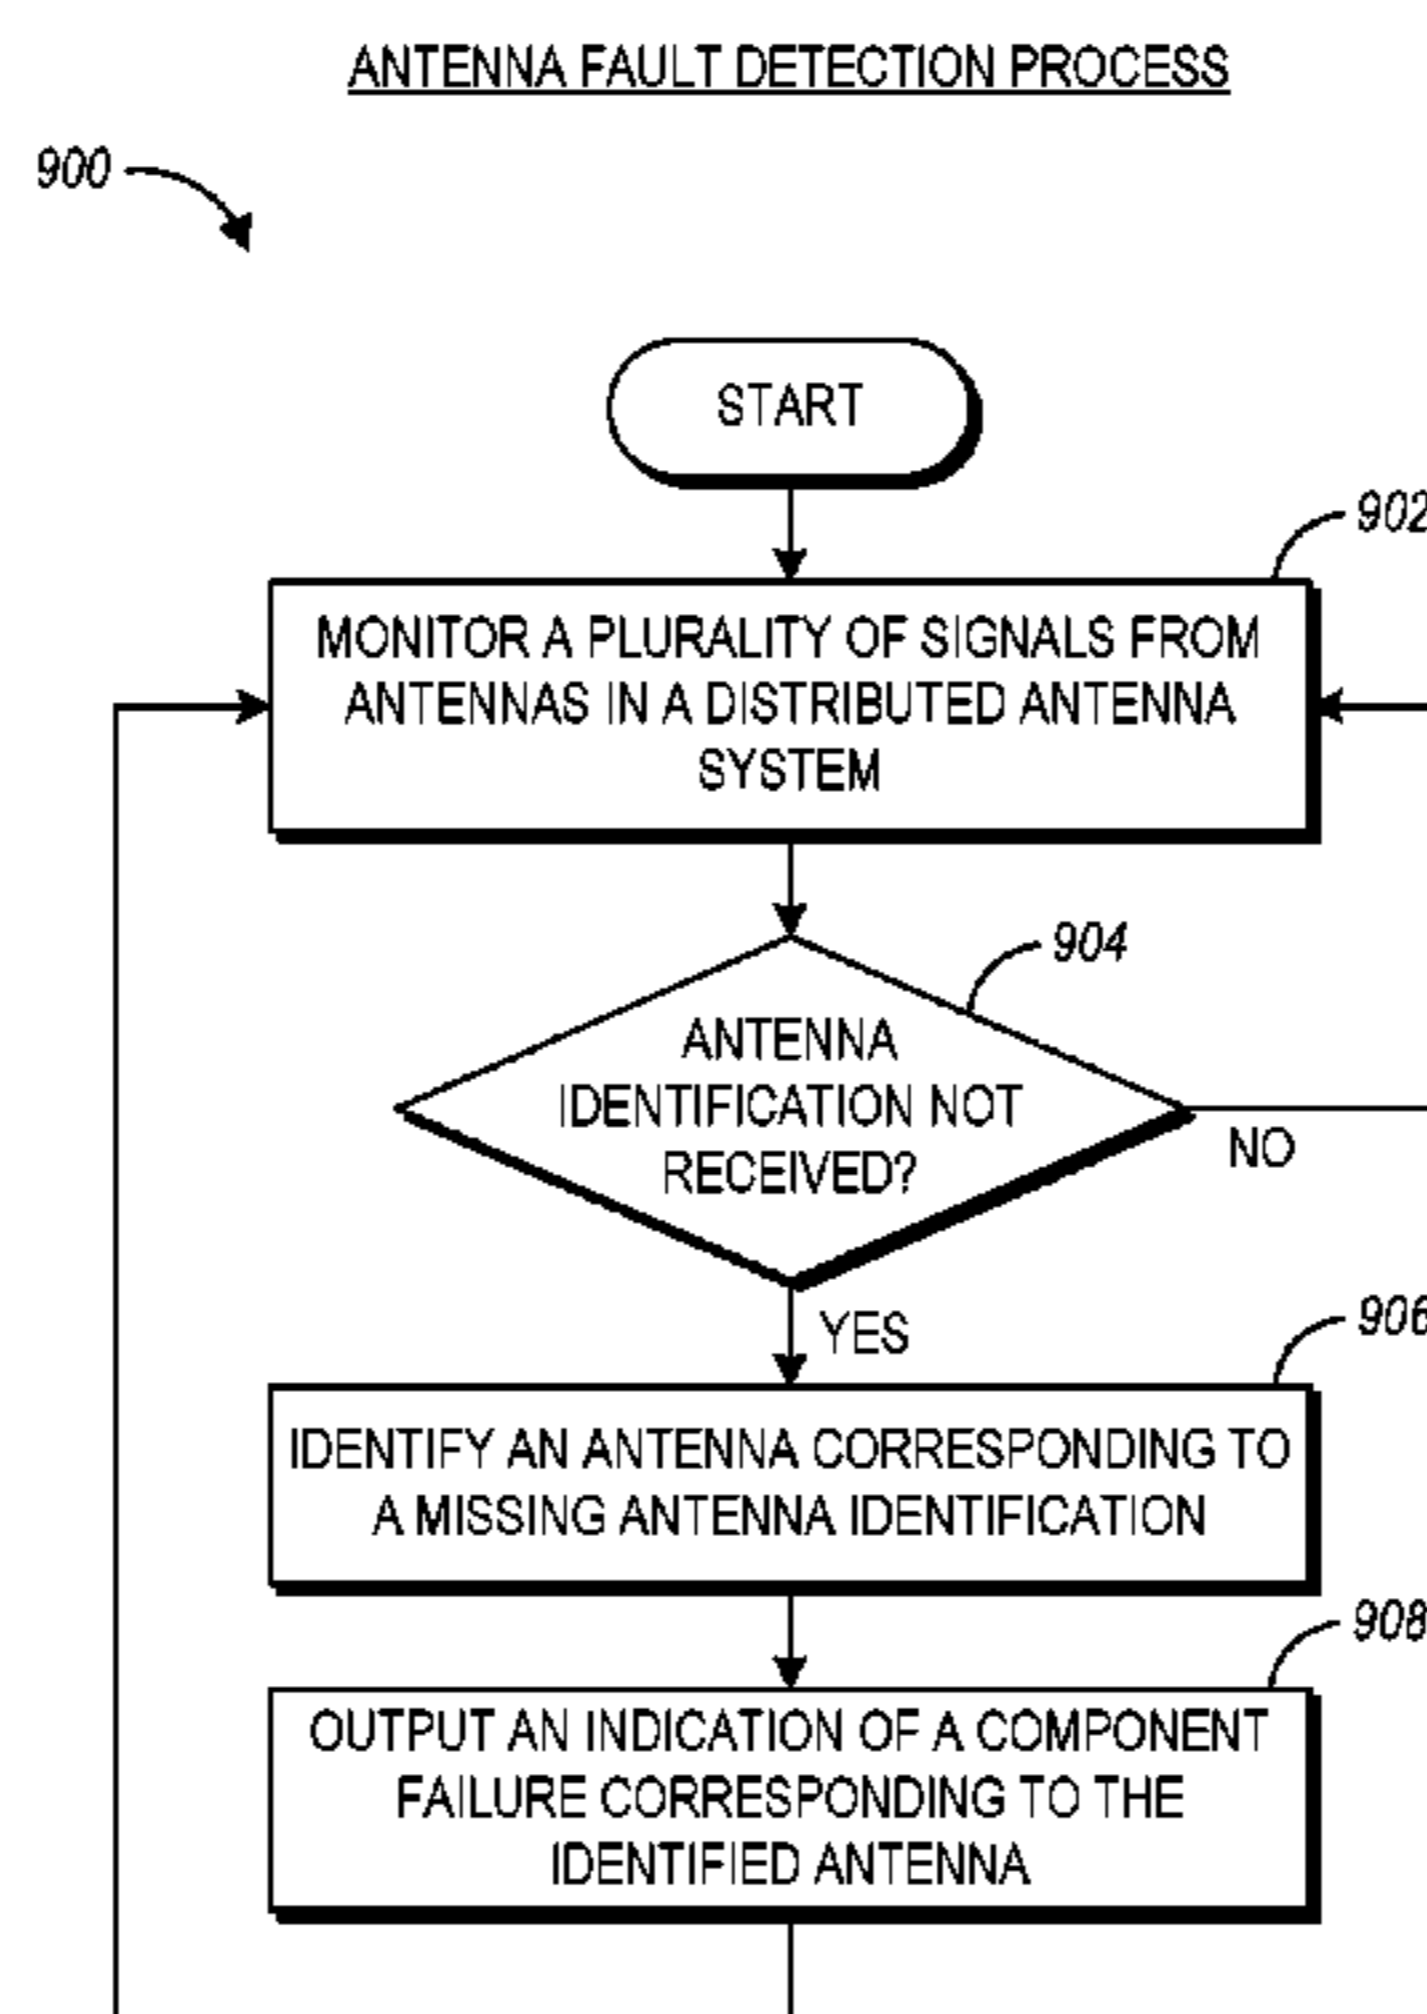 ANTENNA FAULT DETECTION PROCESS
900
START
902
MONITOR A PLURALITY OF SIGNALS FROM
ANTENNAS IN A DISTRIBUTED ANTENNA
SYSTEM
904
ANTENNA
IDENTIFICATION NOT
RECEIVED?
NO
YES
906
IDENTIFY AN ANTENNA CORRESPONDING TO
A MISSING ANTENNA IDENTIFICATION
908
OUTPUT AN INDICATION OF A COMPONENT
FAILURE CORRESPONDING TO THE
IDENTIFIED ANTENNA